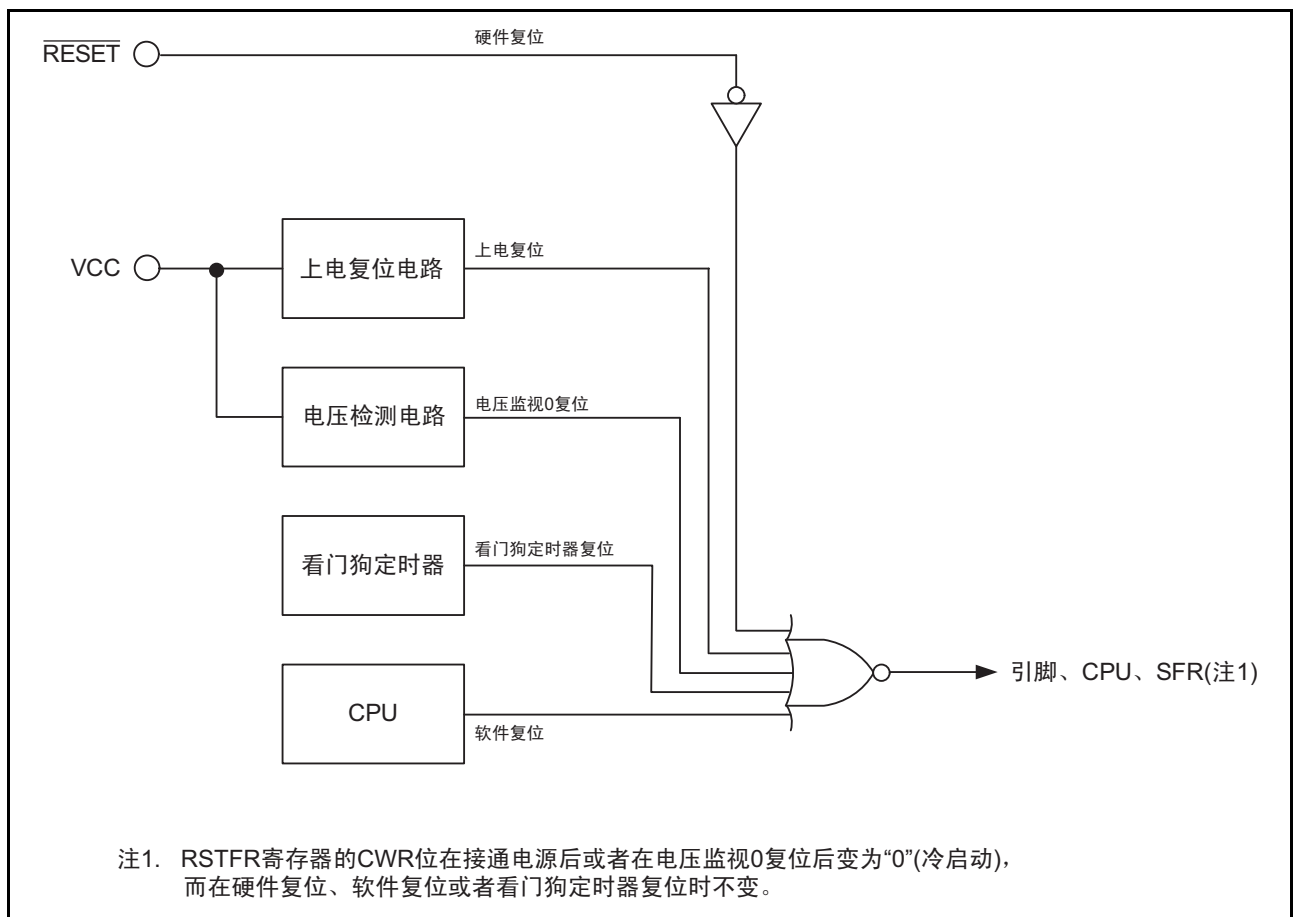 RESET
硬件复位
VCC
上电复位电路
上电复位
电压检测电路
电压监视0复位
看门狗定时器
看门狗定时器复位
CPU
软件复位
引脚、CPU、SFR(注1)
注1. RSTFR寄存器的CWR位在接通电源后或者在电压监视0复位后变为“0”(冷启动),
而在硬件复位、软件复位或者看门狗定时器复位时不变。